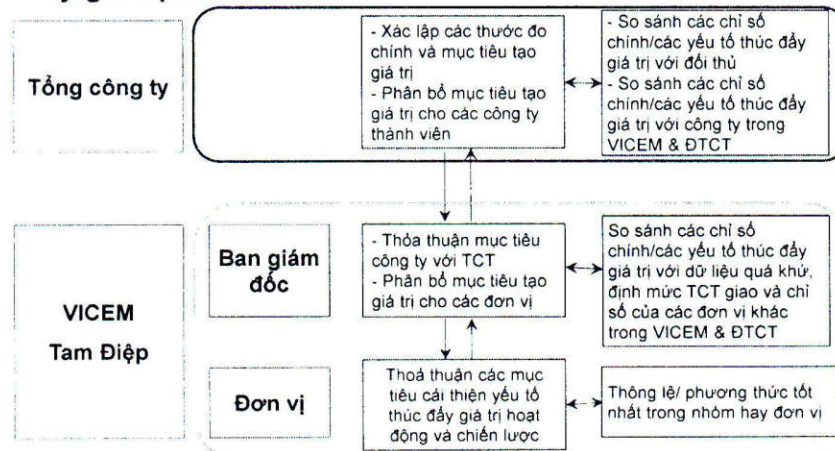 Tổng công ty
- Xác lập các thước đo
chính và mục tiêu tạo
giá trị
- Phân bổ mục tiêu tạo
giá trị cho các công ty
thành viên
- So sánh các chỉ số
chính/các yếu tố thúc đẩy
giá trị với đối thủ
- So sánh các chỉ số
chính/các yếu tố thúc đẩy
giá trị với công ty trong
VICEM & ĐTCT
VICEM
Tam Điệp
Ban giám
đốc
- Thỏa thuận mục tiêu
công ty với TCT
- Phân bổ mục tiêu tạo
giá trị cho các đơn vị
So sánh các chỉ số
chính/các yếu tố thúc đẩy
giá trị với dữ liệu quá khứ,
định mức TCT giao và chỉ
số của các đơn vị khác
trong VICEM & ĐTCT
Đơn vị
Thoả thuận các mục
tiêu cải thiện yếu tố
thúc đẩy giá trị hoạt
động và chiến lược
Thông lệ/ phương thức tốt
nhất trong nhóm hay đơn vị